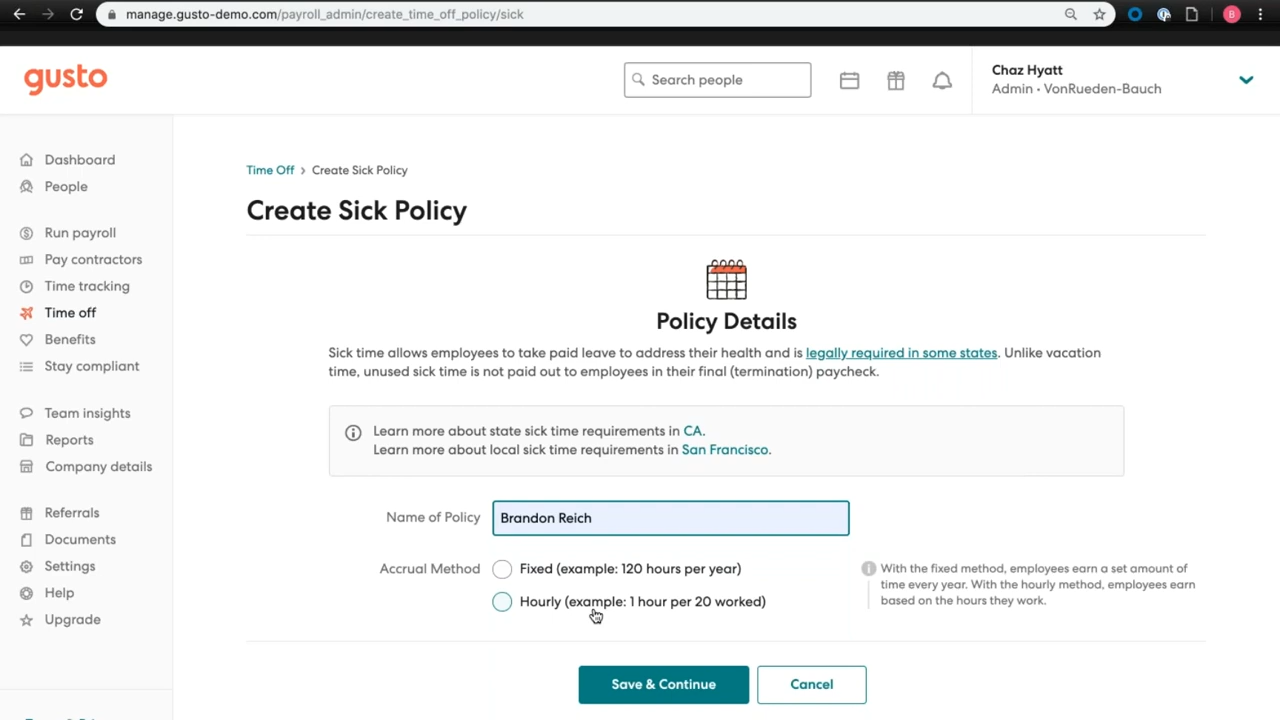 manage.gusto-demo.com/payroll_admin/create_time_off_policy/sick
B
gusto
Search people
Chaz Hyatt
Admin • VonRueden-Bauch
Dashboard
People
Run payroll
Pay contractors
Time tracking
Time off
Benefits
Stay compliant
Team insights
Reports
Company details
Referrals
Documents
Settings
Help
Upgrade
Time Off > Create Sick Policy
Create Sick Policy
Policy Details
Sick time allows employees to take paid leave to address their health and is legally required in some states. Unlike vacation
time, unused sick time is not paid out to employees in their final (termination) paycheck.
Learn more about state sick time requirements in CA.
Learn more about local sick time requirements in San Francisco.
Name of Policy
Brandon Reich
Accrual Method
Fixed (example: 120 hours per year)
Hourly (example: 1 hour per 20 worked)
With the fixed method, employees earn a set amount of
time every year. With the hourly method, employees earn
based on the hours they work.
Save & Continue
Cancel